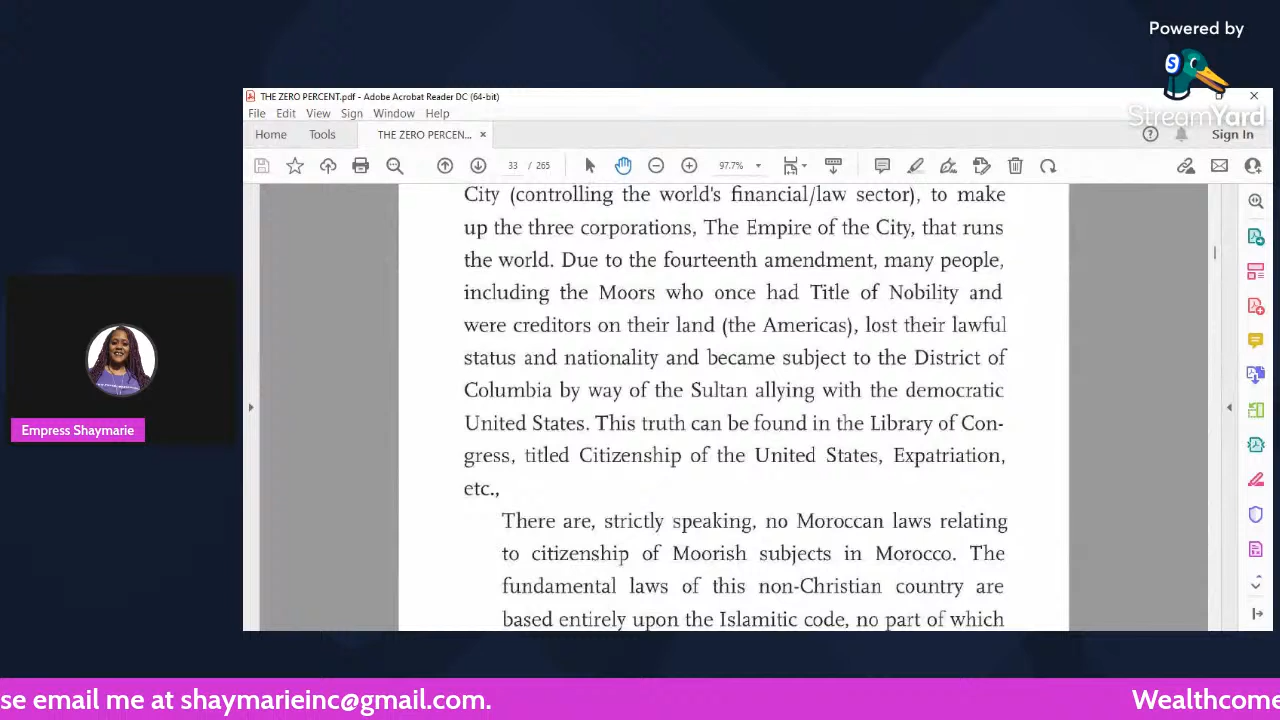 Powered by
S
StreamYard
THE ZERO PERCENT.pdf - Adobe Acrobat Reader DC (64-bit)
File Edit View Sign Window Help
Home Tools THE ZERO PERCEN... ×
Sign In
33 / 265
97.7%
City (controlling the world's financial/law sector), to make
up the three corporations, The Empire of the City, that runs
the world. Due to the fourteenth amendment, many people,
including the Moors who once had Title of Nobility and
were creditors on their land (the Americas), lost their lawful
status and nationality and became subject to the District of
Columbia by way of the Sultan allying with the democratic
United States. This truth can be found in the Library of Con-
gress, titled Citizenship of the United States, Expatriation,
etc.,
There are, strictly speaking, no Moroccan laws relating
to citizenship of Moorish subjects in Morocco. The
fundamental laws of this non-Christian country are
based entirely upon the Islamitic code, no part of which
Empress Shaymarie
se email me at shaymarieinc@gmail.com.
Wealthcome